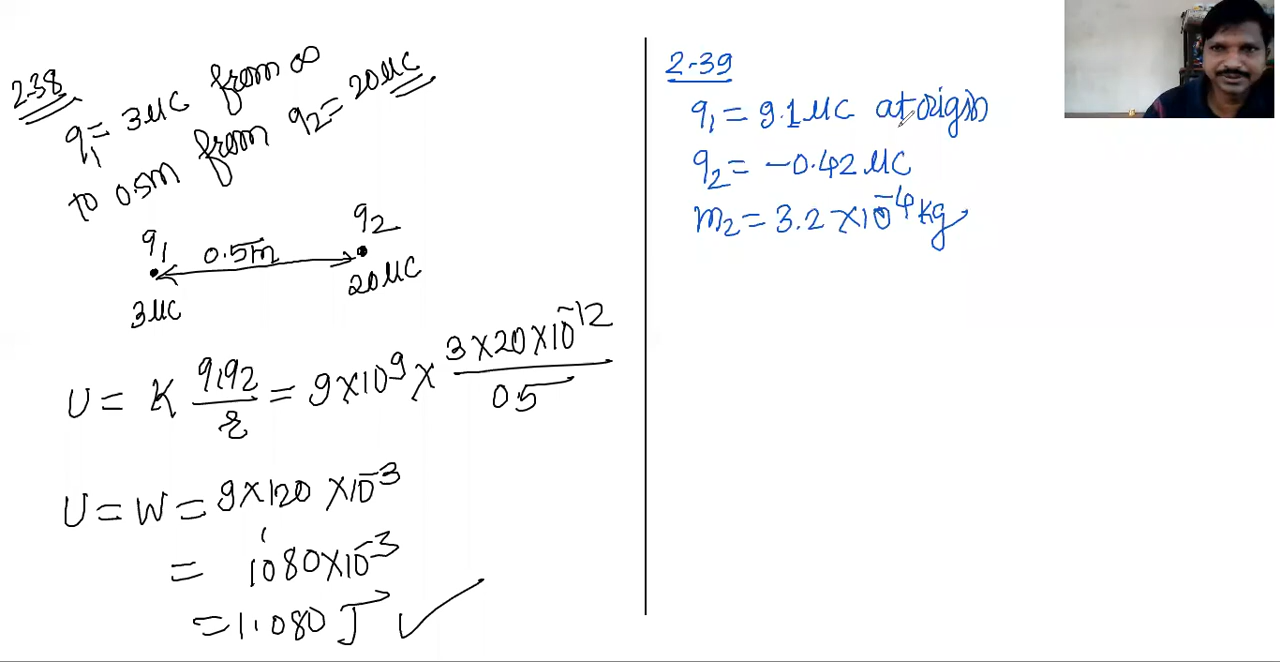 2-38
q₁ = 3μC from ∞
to 0.5m from q₂ = 20μC
q₁ 0.5m q₂
3μC 20μC
U = K q₁q₂/r = 9×10⁹ × 3×20×10⁻¹²/0.5
U = W = 9×120×10⁻³
= 1080×10⁻³
= 1.080 J ✓
2-39
q₁ = 9.1μC at origin
q₂ = -0.42μC
m₂ = 3.2×10⁻⁴ kg